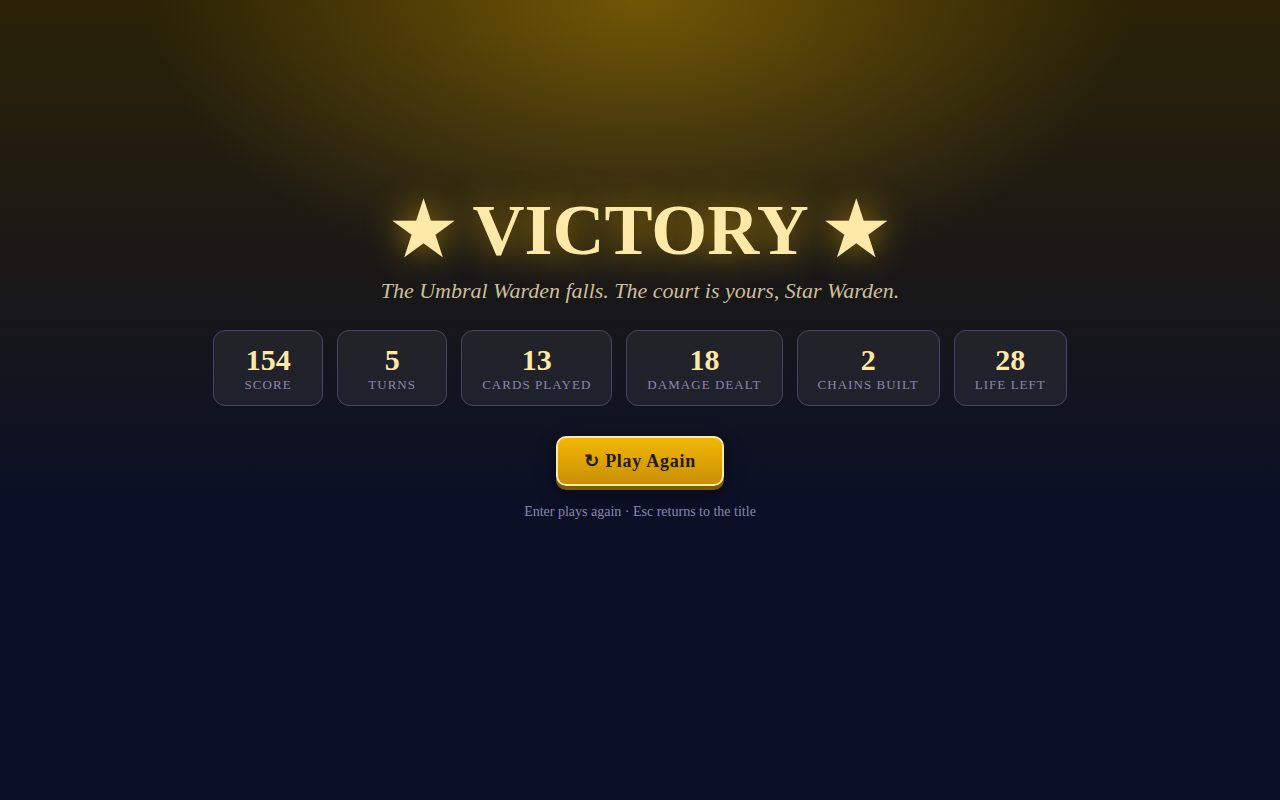 ★ VICTORY ★
The Umbral Warden falls. The court is yours, Star Warden.
154 5 13 18 2 28
SCORE TURNS CARDS PLAYED DAMAGE DEALT CHAINS BUILT LIFE LEFT
↻ Play Again
Enter plays again · Esc returns to the title